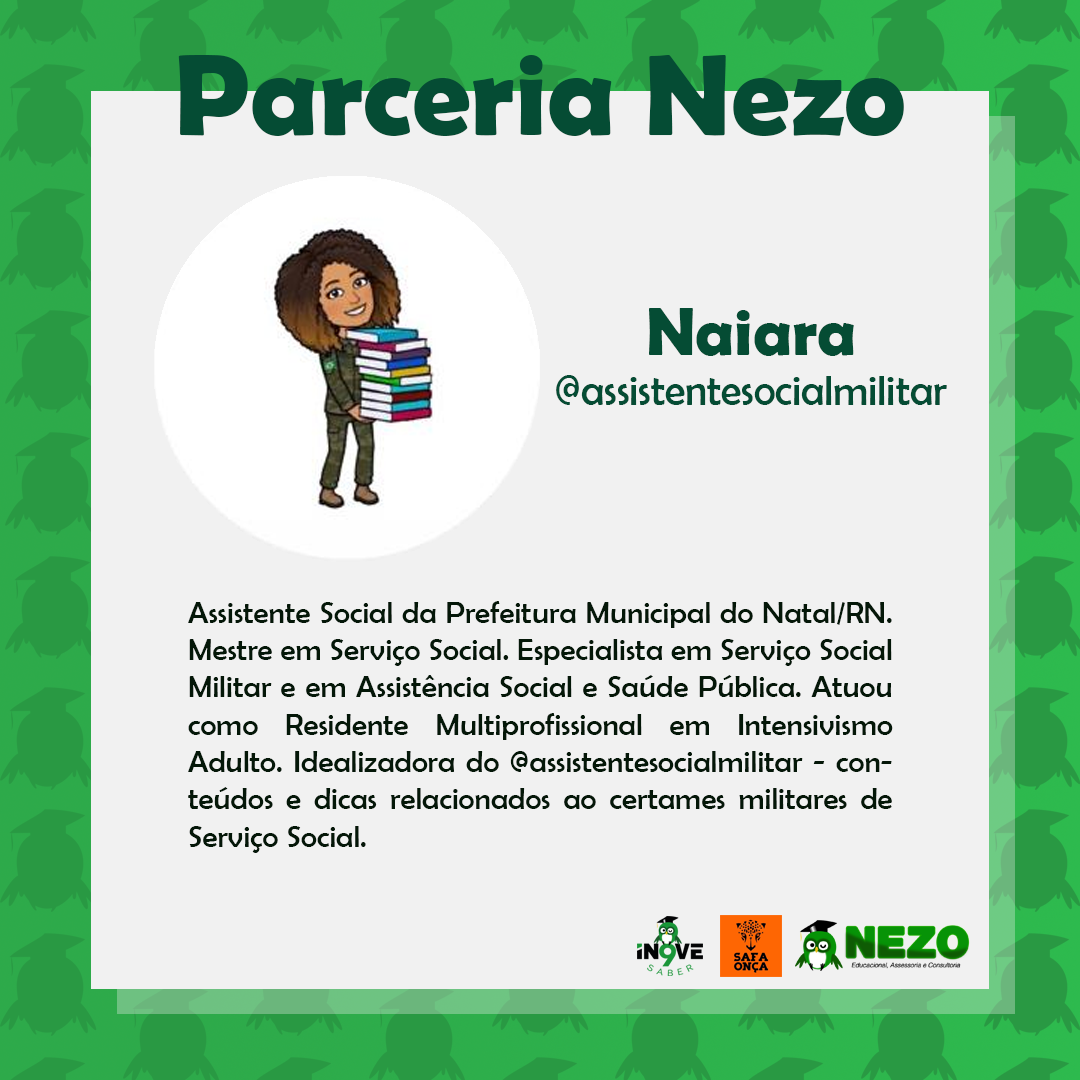 Parceria Nezo
Naiara
@assistentesocialmilitar
Assistente Social da Prefeitura Municipal do Natal/RN.
Mestre em Serviço Social. Especialista em Serviço Social
Militar e em Assistência Social e Saúde Pública. Atuou
como Residente Multiprofissional em Intensivismo
Adulto. Idealizadora do @assistentesocialmilitar - con-
teúdos e dicas relacionados ao certames militares de
Serviço Social.
IN9VE
SABER
SAFA
ONÇA
NEZO
Educacional, Assessoria e Consultoria